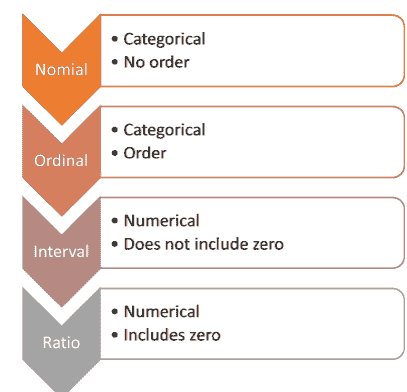 Nomial
• Categorical
• No order
Ordinal
• Categorical
• Order
Interval
• Numerical
• Does not include zero
Ratio
• Numerical
• Includes zero